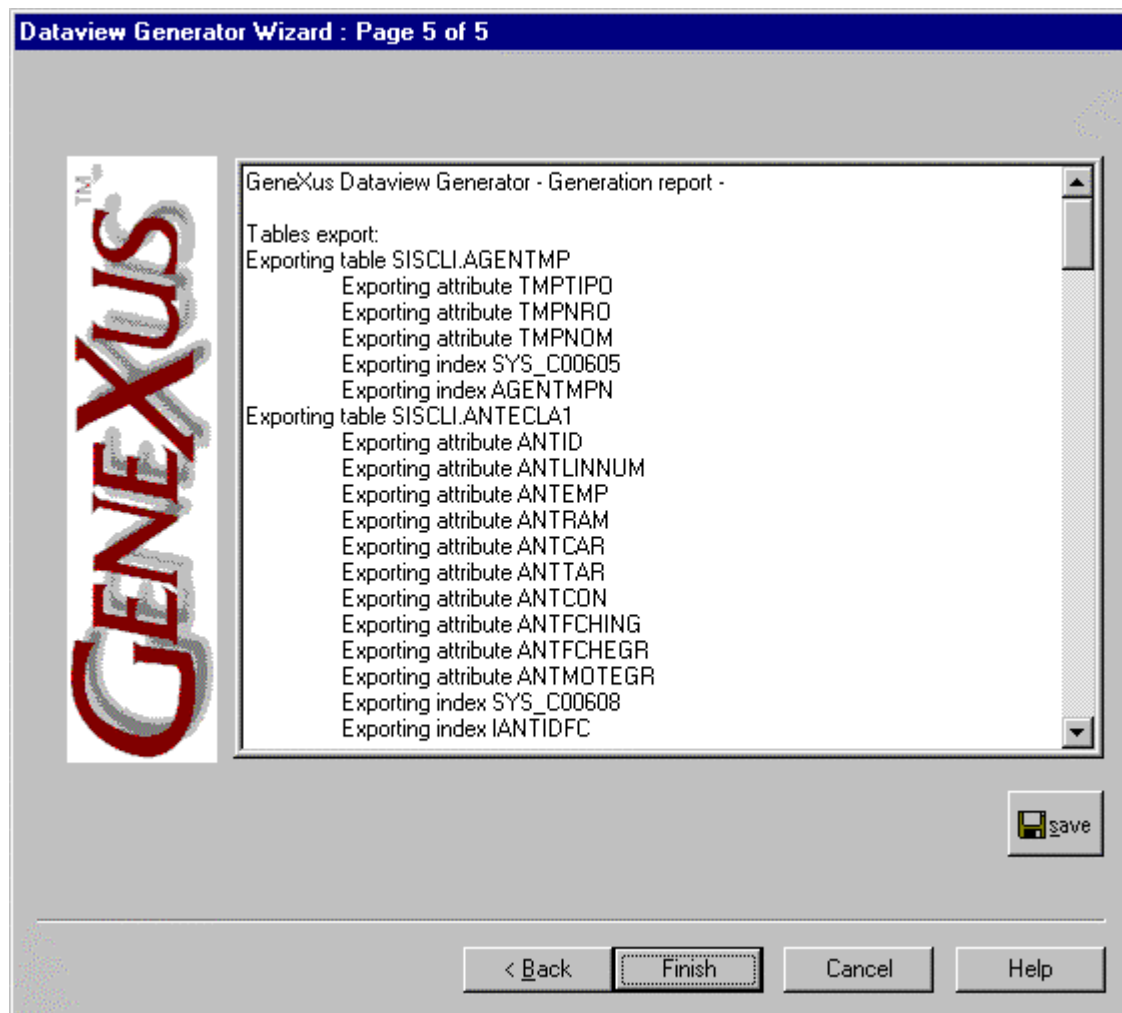 Dataview Generator Wizard : Page 5 of 5
GENEXUS™
GeneXus Dataview Generator - Generation report -
Tables export:
Exporting table SISCLI.AGENTMP
Exporting attribute TMPTIPO
Exporting attribute TMPNRO
Exporting attribute TMPNOM
Exporting index SYS_C00605
Exporting index AGENTMPN
Exporting table SISCLI.ANTECLA1
Exporting attribute ANTID
Exporting attribute ANTLINNUM
Exporting attribute ANTEMP
Exporting attribute ANTRAM
Exporting attribute ANTCAR
Exporting attribute ANTTAR
Exporting attribute ANTCON
Exporting attribute ANTFCHING
Exporting attribute ANTFCHEGR
Exporting attribute ANTMOTEGR
Exporting index SYS_C00608
Exporting index IANTIDFC
save
< Back Finish Cancel Help